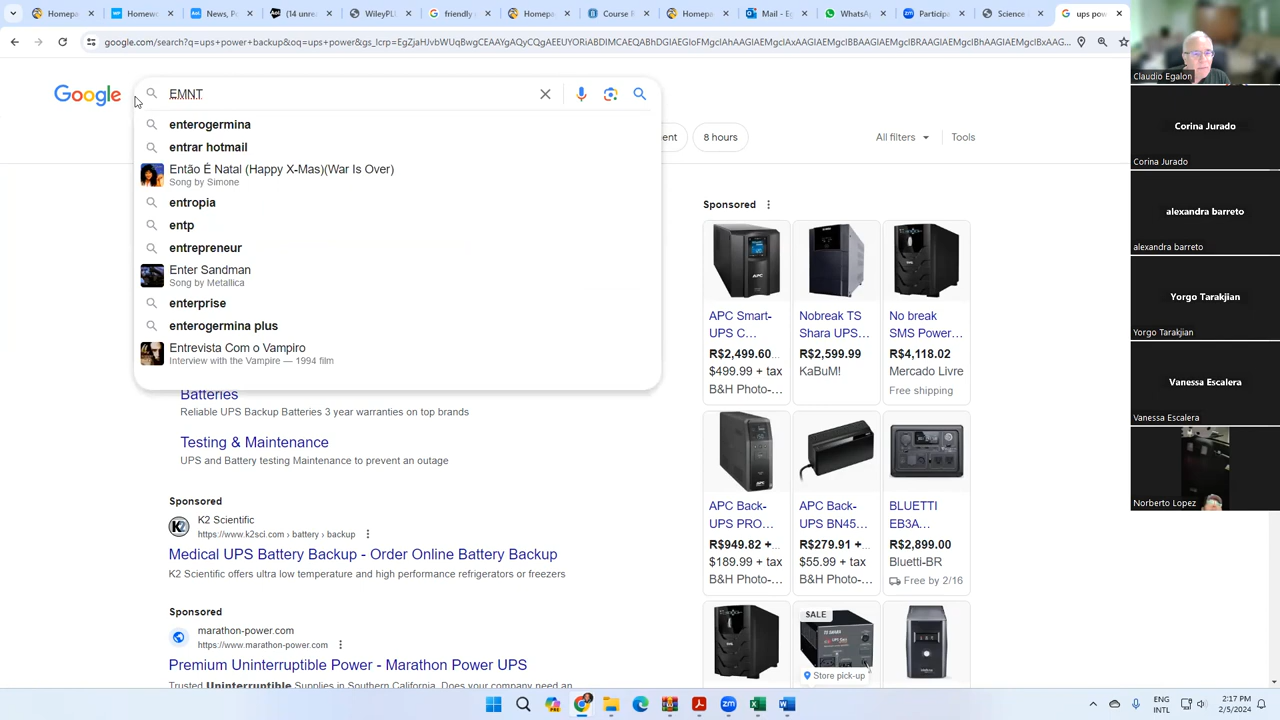 Homepa
News, Po
(14 unre
WileyPL
friendly
Homep
Course
Homepa
Mail - Eg
WhatsA
Participa
Science
ups pow
google.com/search?q=ups+power+backup&oq=ups+power&gs_lcrp=EgZjaHJvbWUqBwgCEAAYgAQyCQgAEEUYORiABDIMCAEQABhDGIAEGIoFMgcIAhAAGIAEMgcIAxAAGIAEMgcIBBAAGIAEMgcIBRAAGIAEMgcIBhAAGIAEMgcIBxAAG...
Google
EMNT
enterogermina
entrar hotmail
Então É Natal (Happy X-Mas)(War Is Over)
Song by Simone
entropia
entp
entrepreneur
Enter Sandman
Song by Metallica
enterprise
enterogermina plus
Entrevista Com o Vampiro
Interview with the Vampire — 1994 film
ent
8 hours
All filters
Tools
Batteries
Reliable UPS Backup Batteries 3 year warranties on top brands
Testing & Maintenance
UPS and Battery testing Maintenance to prevent an outage
Sponsored
K2 Scientific
https://www.k2sci.com › battery › backup
Medical UPS Battery Backup - Order Online Battery Backup
K2 Scientific offers ultra low temperature and high performance refrigerators or freezers
Sponsored
marathon-power.com
https://www.marathon-power.com
Premium Uninterruptible Power - Marathon Power UPS
Trusted Uninterruptible Supplies in Southern California. Does your company need an
Sponsored
APC Smart-
UPS C...
R$2,499.60...
$499.99 + tax
B&H Photo-...
Nobreak TS
Shara UPS...
R$2,599.99
KaBuM!
No break
SMS Power...
R$4,118.02
Mercado Livre
Free shipping
APC Back-
UPS PRO...
R$949.82 +...
$189.99 + tax
B&H Photo-...
APC Back-
UPS BN45...
R$279.91 +...
$55.99 + tax
B&H Photo-...
BLUETTI
EB3A...
R$2,899.00
Bluetti-BR
Free by 2/16
SALE
Store pick-up
Claudio Egalon
Corina Jurado
Corina Jurado
alexandra barreto
alexandra barreto
Yorgo Tarakjian
Yorgo Tarakjian
Vanessa Escalera
Vanessa Escalera
Norberto Lopez
ENG
INTL
2:17 PM
2/5/2024